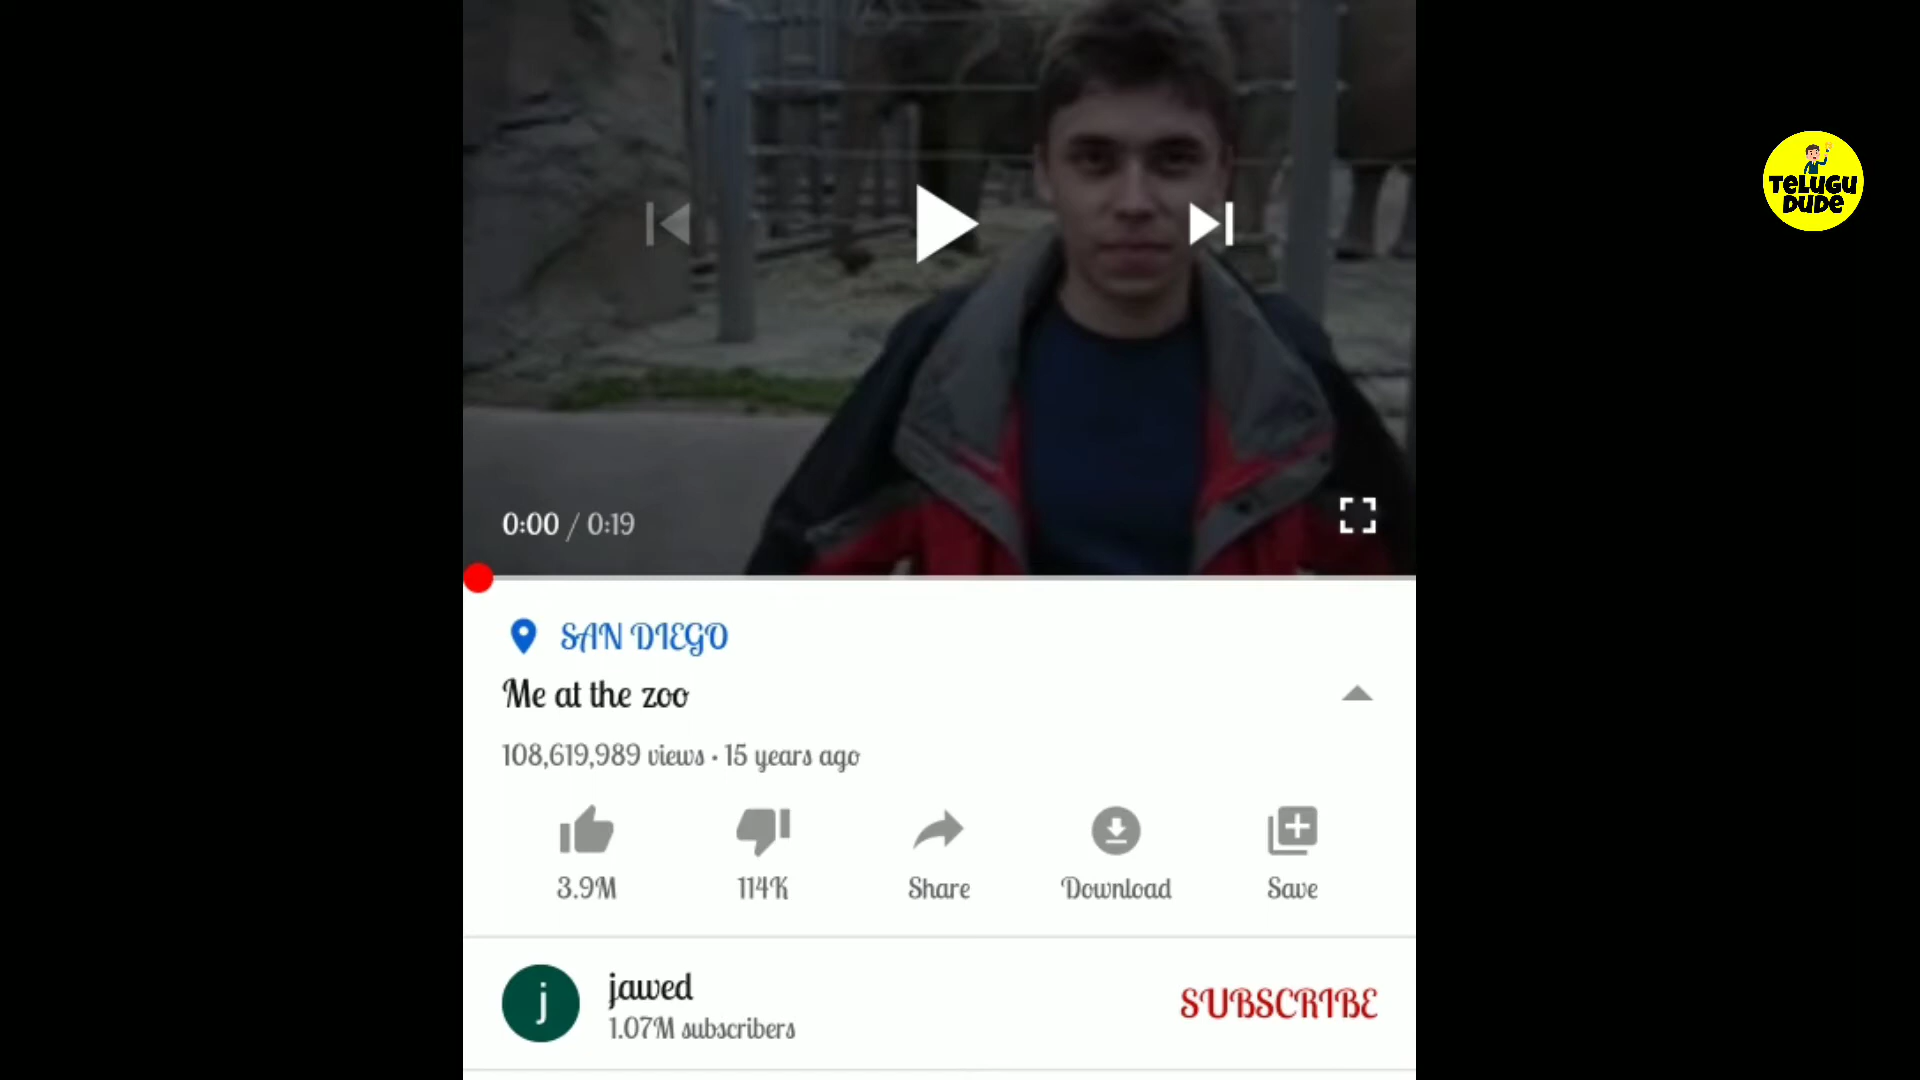 TELUGU
DUDE
0:00 / 0:19
SAN DIEGO
Me at the zoo
108,619,989 views · 15 years ago
3.9M 114K Share Download Save
j
jawed
1.07M subscribers
SUBSCRIBE